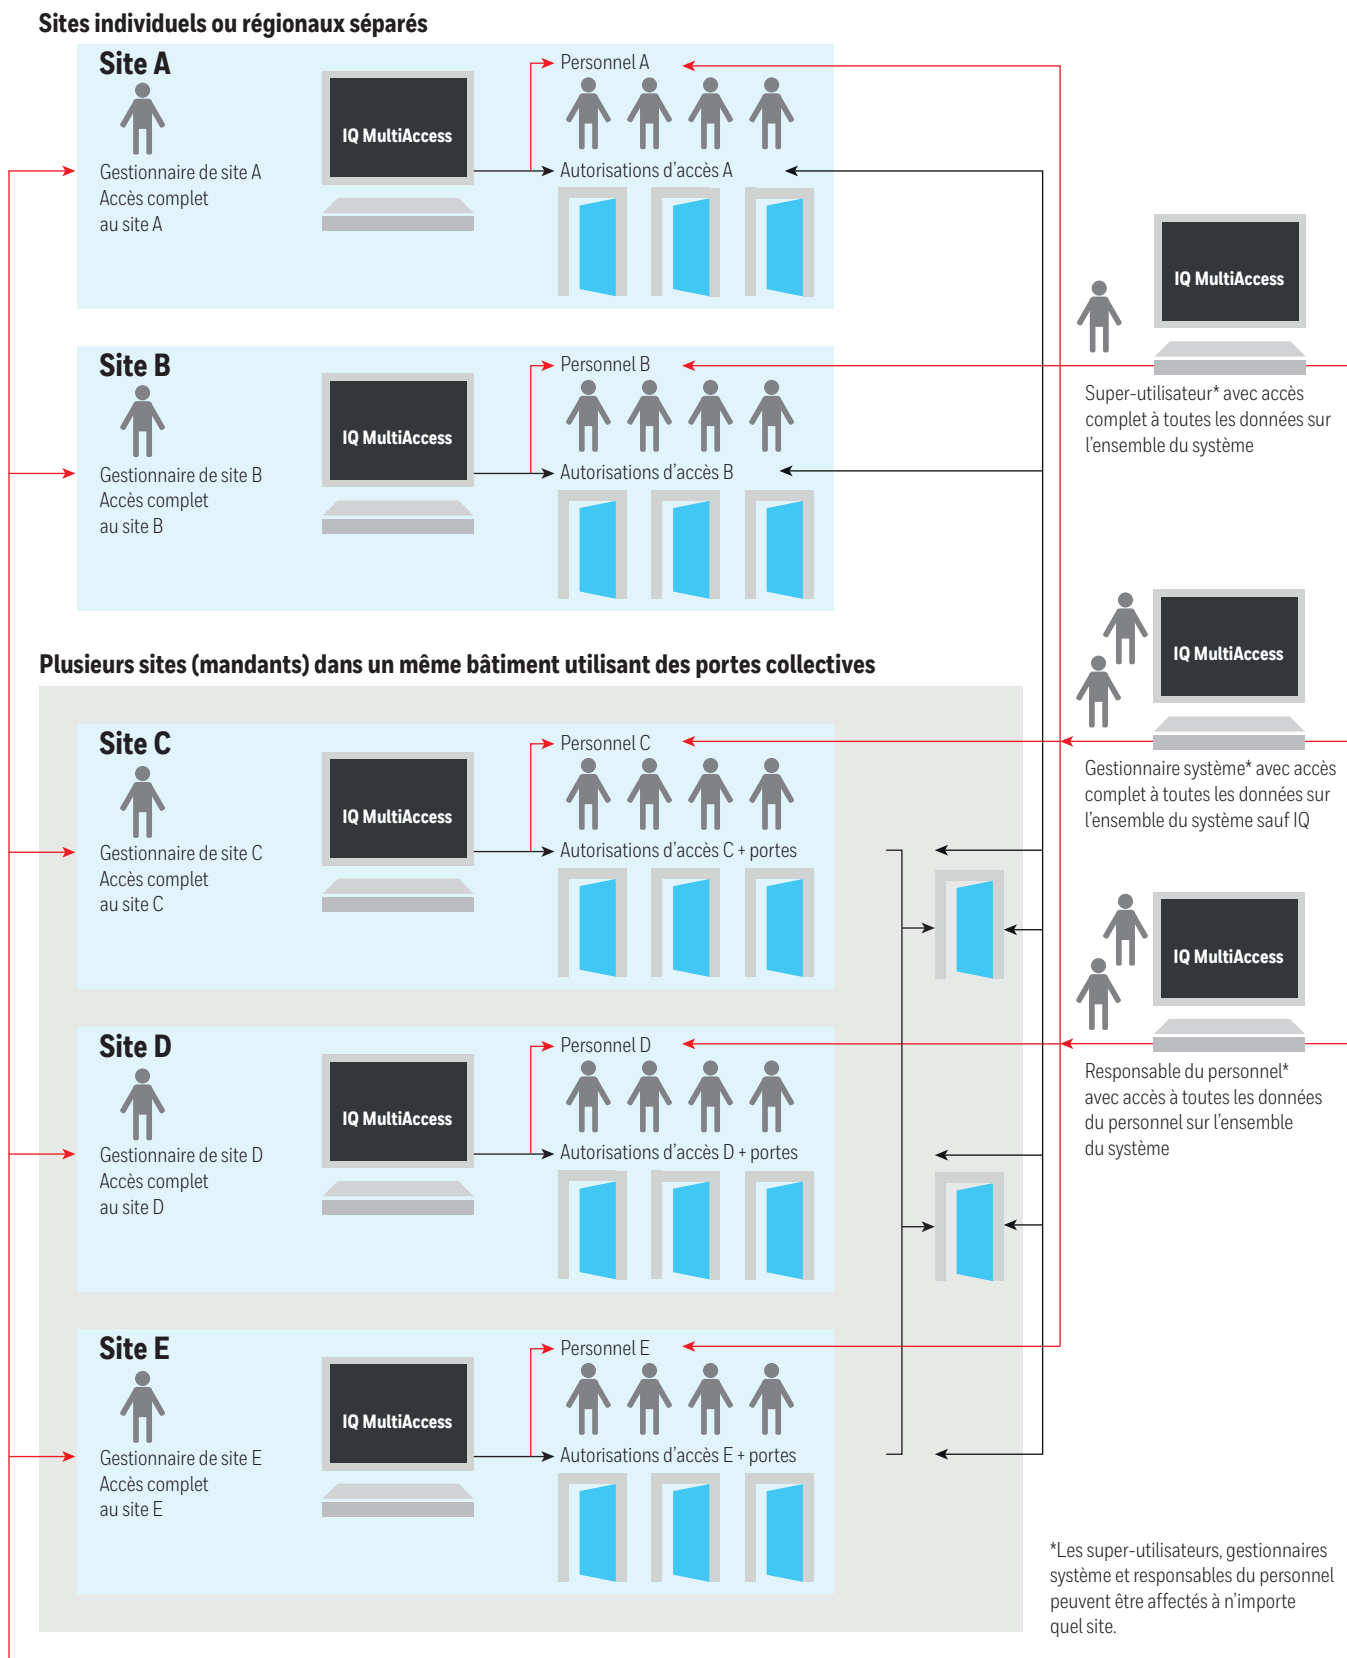 Sites individuels ou régionaux séparés
Site A
IQ MultiAccess
Personnel A
Gestionnaire de site A
Accès complet
au site A
Autorisations d'accès A
Site B
IQ MultiAccess
Personnel B
Gestionnaire de site B
Accès complet
au site B
Autorisations d'accès B
IQ MultiAccess
Super-utilisateur* avec accès
complet à toutes les données sur
l'ensemble du système
Plusieurs sites (mandants) dans un même bâtiment utilisant des portes collectives
Site C
IQ MultiAccess
Personnel C
Gestionnaire de site C
Accès complet
au site C
Autorisations d'accès C + portes
IQ MultiAccess
Gestionnaire système* avec accès
complet à toutes les données sur
l'ensemble du système sauf IQ
Site D
IQ MultiAccess
Personnel D
Gestionnaire de site D
Accès complet
au site D
Autorisations d'accès D + portes
IQ MultiAccess
Responsable du personnel*
avec accès à toutes les données
du personnel sur l'ensemble
du système
Site E
IQ MultiAccess
Personnel E
Gestionnaire de site E
Accès complet
au site E
Autorisations d'accès E + portes
*Les super-utilisateurs, gestionnaires
système et responsables du personnel
peuvent être affectés à n'importe
quel site.